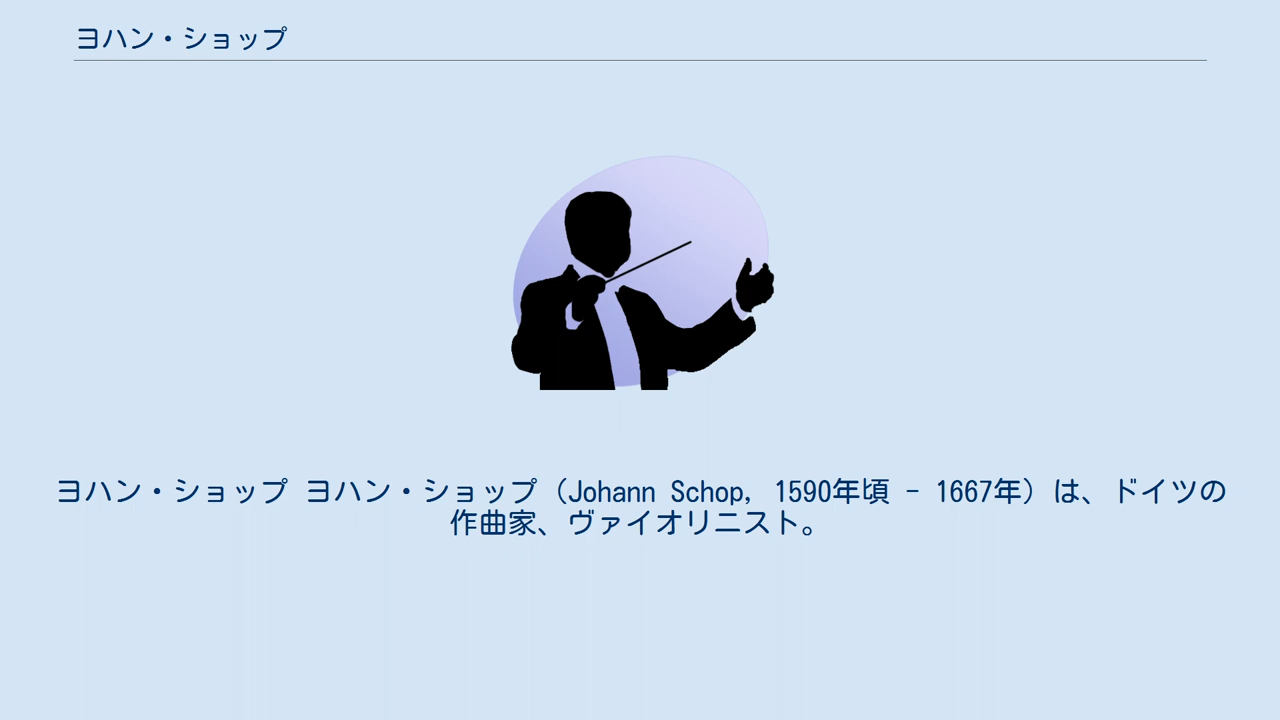 ヨハン・ショップ
ヨハン・ショップ ヨハン・ショップ（Johann Schop, 1590年頃 - 1667年）は、ドイツの
作曲家、ヴァイオリニスト。